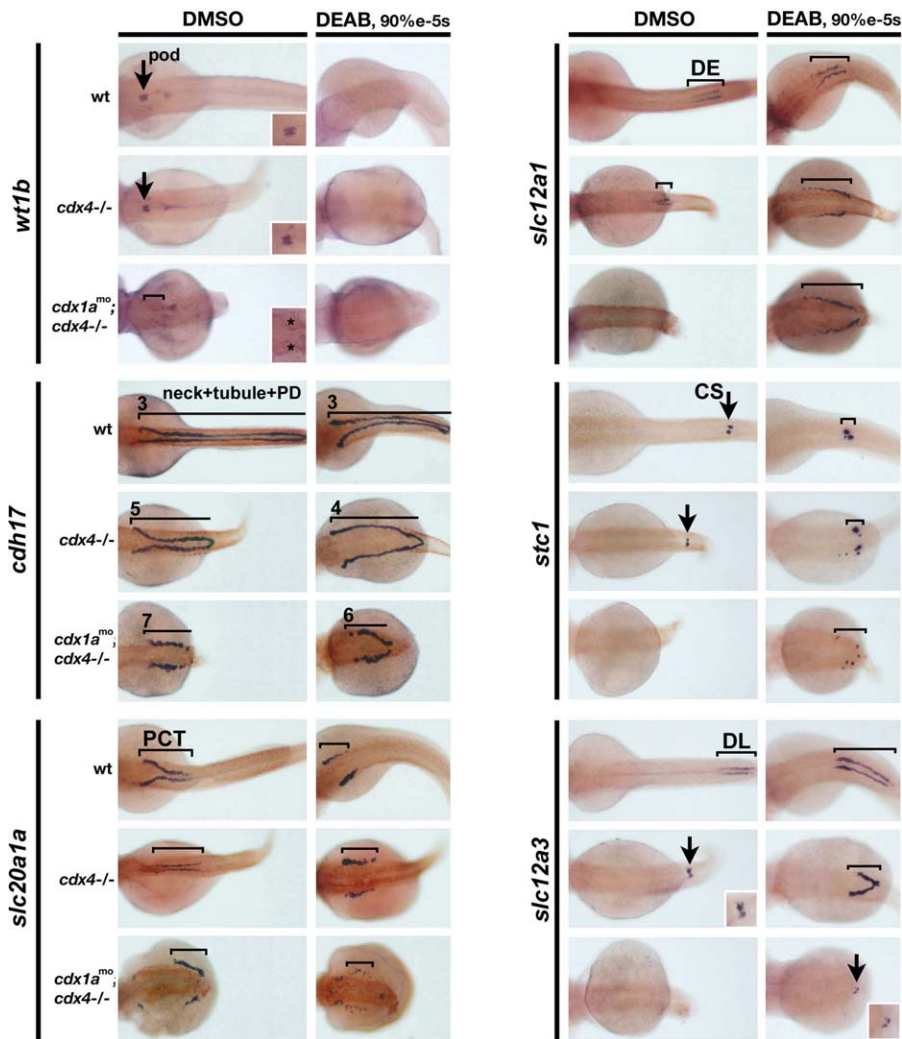 DMSO DEAB, 90%e-5s
wt1b
wt
pod
cdx4-/-
cdx1a^mo;
cdx4-/-
* *
cdh17
wt
3 neck+tubule+PD
3
cdx4-/-
5
4
cdx1a^mo;
cdx4-/-
7
6
slc20a1a
wt
PCT
cdx4-/-
cdx1a^mo;
cdx4-/-
DMSO DEAB, 90%e-5s
slc12a1
DE
stc1
CS
slc12a3
DL